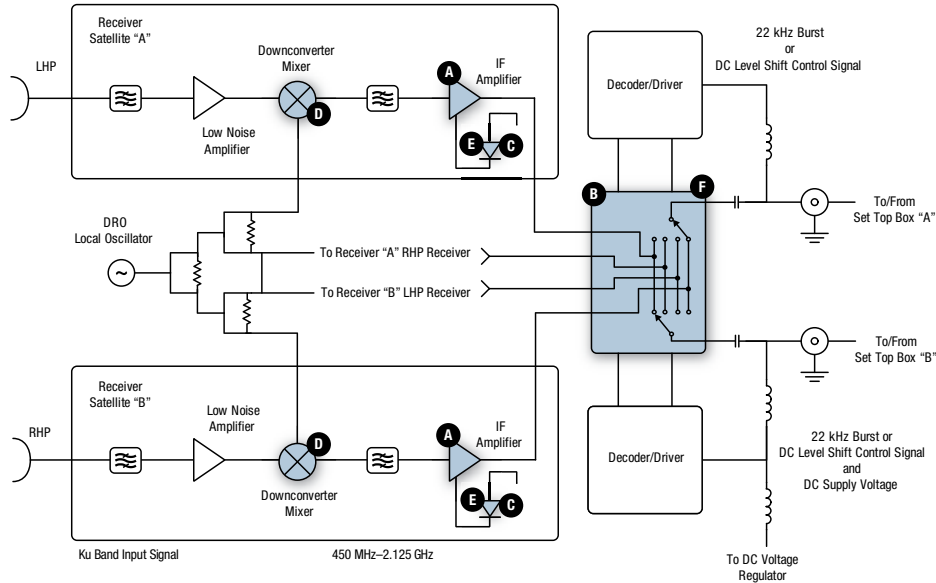 Receiver
Satellite “A”
LHP
Downconverter
Mixer
IF
Amplifier
A
D
E
C
Low Noise
Amplifier
Decoder/Driver
22 kHz Burst
or
DC Level Shift Control Signal
B
F
To/From
Set Top Box “A”
DRO
Local Oscillator
~
To Receiver “A” RHP Receiver
To Receiver “B” LHP Receiver
To/From
Set Top Box “B”
Receiver
Satellite “B”
RHP
Low Noise
Amplifier
D
Downconverter
Mixer
A
IF
Amplifier
E
C
Decoder/Driver
22 kHz Burst or
DC Level Shift Control Signal
and
DC Supply Voltage
Ku Band Input Signal
450 MHz–2.125 GHz
To DC Voltage
Regulator